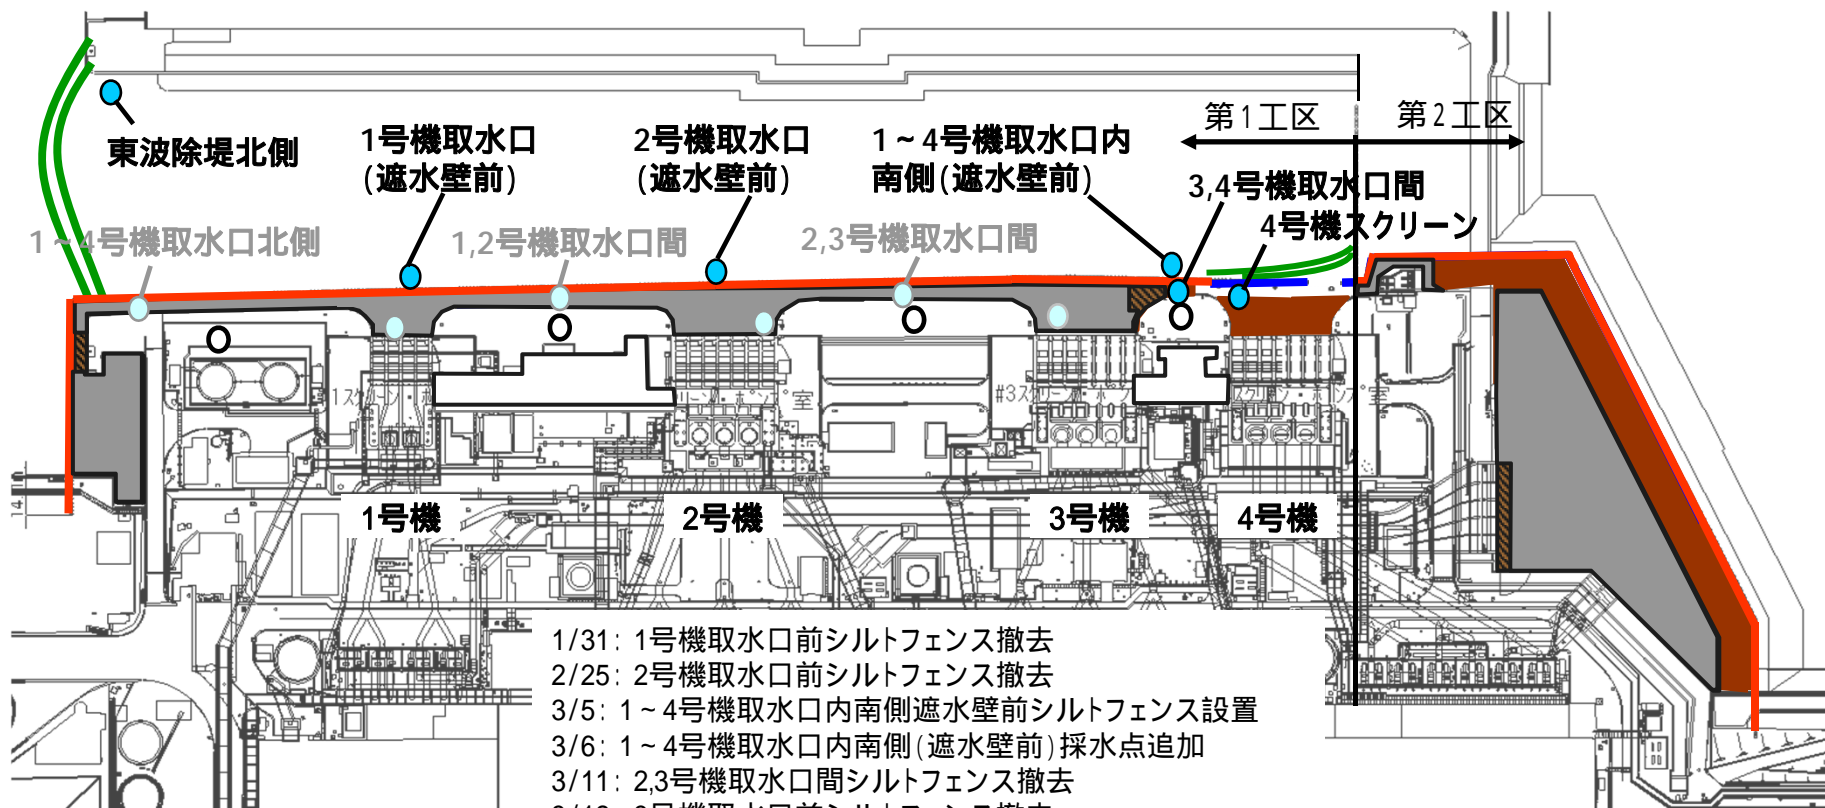 第1工区
第2工区
東波除堤北側
1号機取水口
(遮水壁前)
2号機取水口
(遮水壁前)
1~4号機取水口内
南側(遮水壁前)
3,4号機取水口間
4号機スクリーン
1~4号機取水口北側
1,2号機取水口間
2,3号機取水口間
1号機
2号機
3号機
4号機
1/31: 1号機取水口前シルトフェンス撤去
2/25: 2号機取水口前シルトフェンス撤去
3/5: 1~4号機取水口内南側遮水壁前シルトフェンス設置
3/6: 1~4号機取水口内南側(遮水壁前)採水点追加
3/11: 2,3号機取水口間シルトフェンス撤去